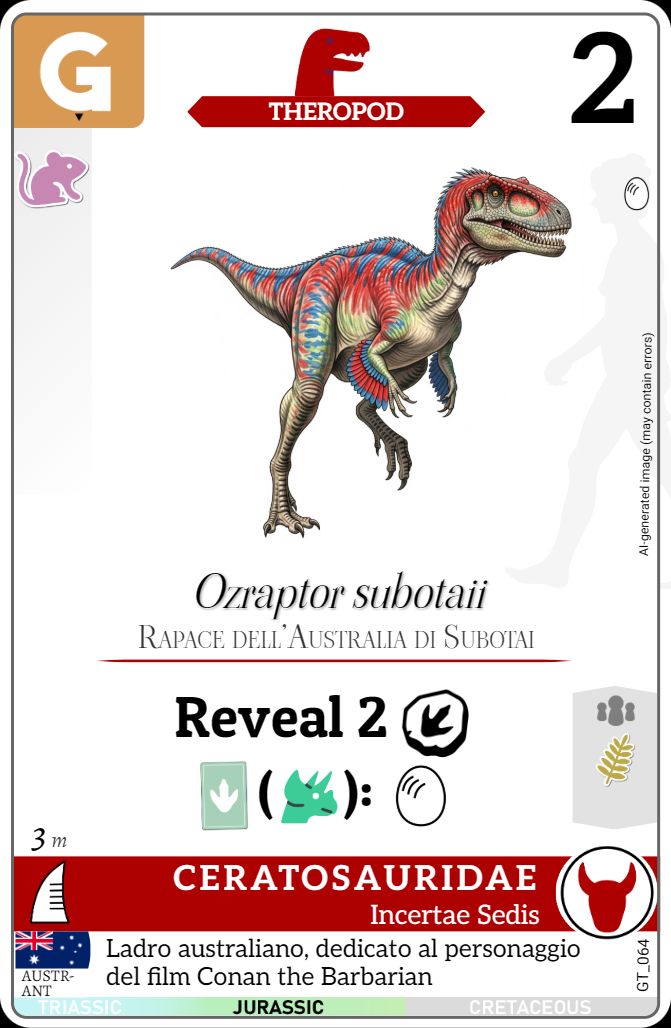 G
THEROPOD
2
AI-generated image (may contain errors)
Ozraptor subotaii
Rapace dell'Australia di Subotai
Reveal 2
( ):
3 m
CERATOSAURIDAE
Incertae Sedis
AUSTR-
ANT
Ladro australiano, dedicato al personaggio
del film Conan the Barbarian
GT_064
TRIASSIC JURASSIC CRETACEOUS